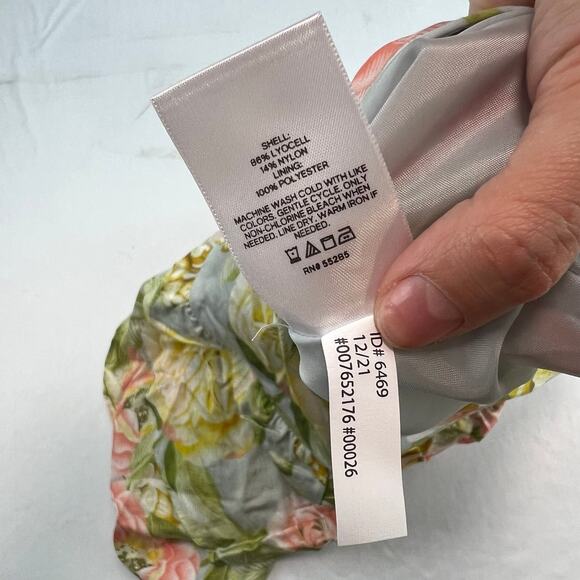 SHELL:
86% LYOCELL
14% NYLON
LINING:
100% POLYESTER
MACHINE WASH COLD WITH LIKE
COLORS, GENTLE CYCLE. ONLY
NON-CHLORINE BLEACH WHEN
NEEDED. LINE DRY, WARM IRON IF
NEEDED.
RN# 55285
ID# 6469
12/21
#007652176 #00026